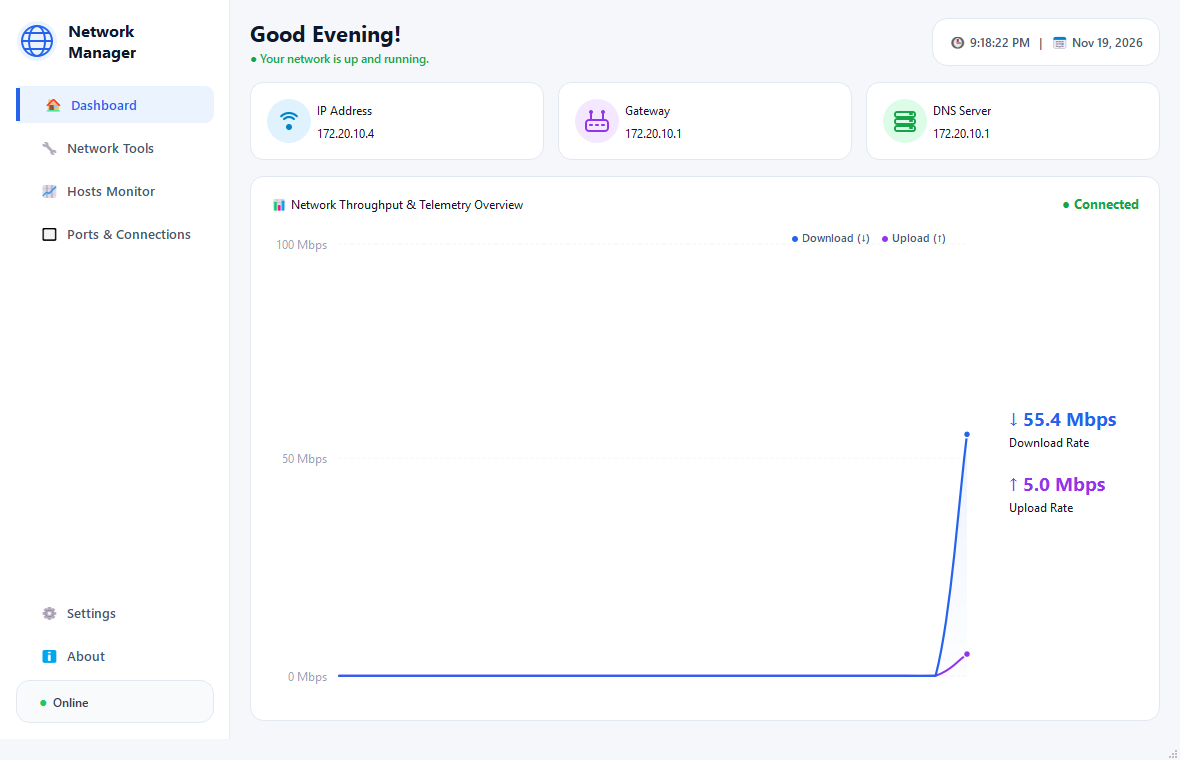 Network
Manager
Dashboard
Network Tools
Hosts Monitor
Ports & Connections
Settings
About
Online
Good Evening!
Your network is up and running.
9:18:22 PM | Nov 19, 2026
IP Address
172.20.10.4
Gateway
172.20.10.1
DNS Server
172.20.10.1
Network Throughput & Telemetry Overview
Connected
Download (↓) Upload (↑)
100 Mbps
50 Mbps
0 Mbps
↓ 55.4 Mbps
Download Rate
↑ 5.0 Mbps
Upload Rate